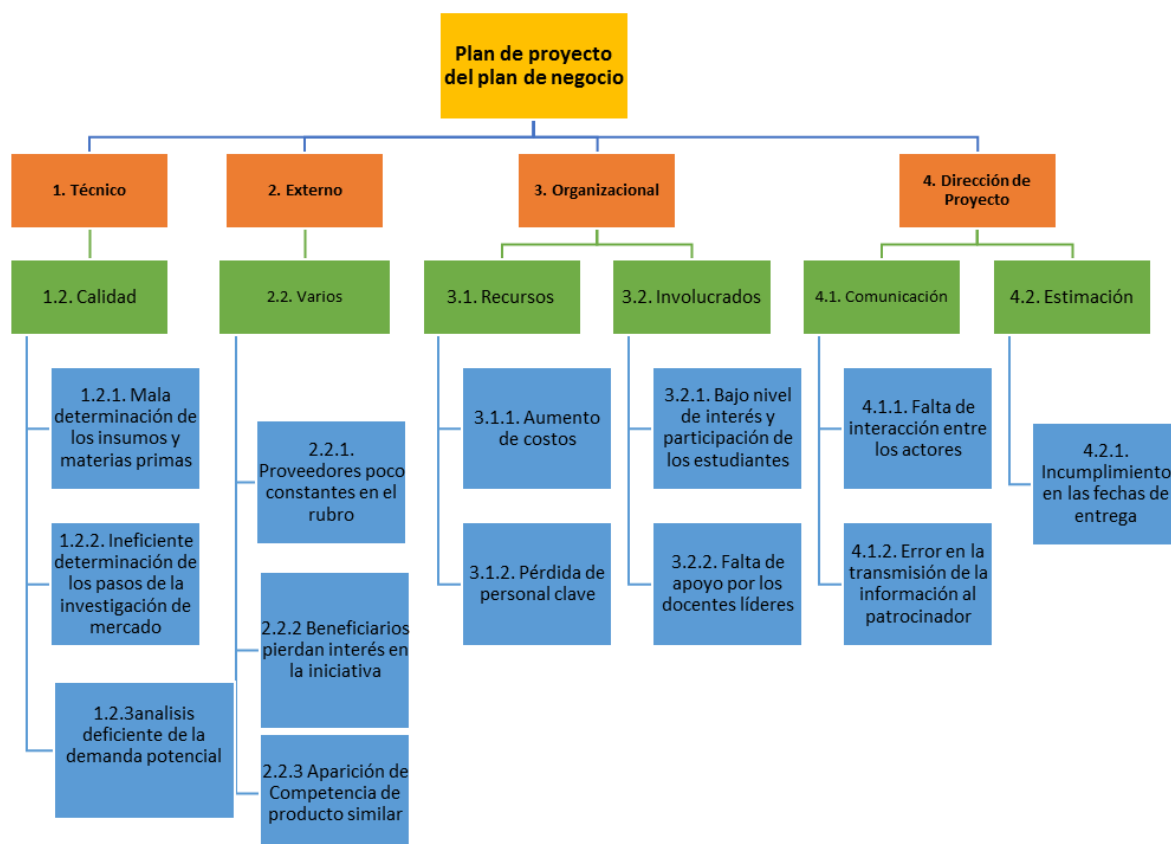 Plan de proyecto
del plan de negocio
1. Técnico
2. Externo
3. Organizacional
4. Dirección de
Proyecto
1.2. Calidad
2.2. Varios
3.1. Recursos
3.2. Involucrados
4.1. Comunicación
4.2. Estimación
1.2.1. Mala
determinación de
los insumos y
materias primas
1.2.2. Ineficiente
determinación de
los pasos de la
investigación de
mercado
1.2.3analisis
deficiente de la
demanda potencial
2.2.1.
Proveedores poco
constantes en el
rubro
2.2.2 Beneficiarios
pierdan interés en
la iniciativa
2.2.3 Aparición de
Competencia de
producto similar
3.1.1. Aumento
de costos
3.1.2. Pérdida de
personal clave
3.2.1. Bajo nivel
de interés y
participación de
los estudiantes
3.2.2. Falta de
apoyo por los
docentes líderes
4.1.1. Falta de
interacción entre
los actores
4.1.2. Error en la
transmisión de la
información al
patrocinador
4.2.1.
Incumplimiento
en las fechas de
entrega